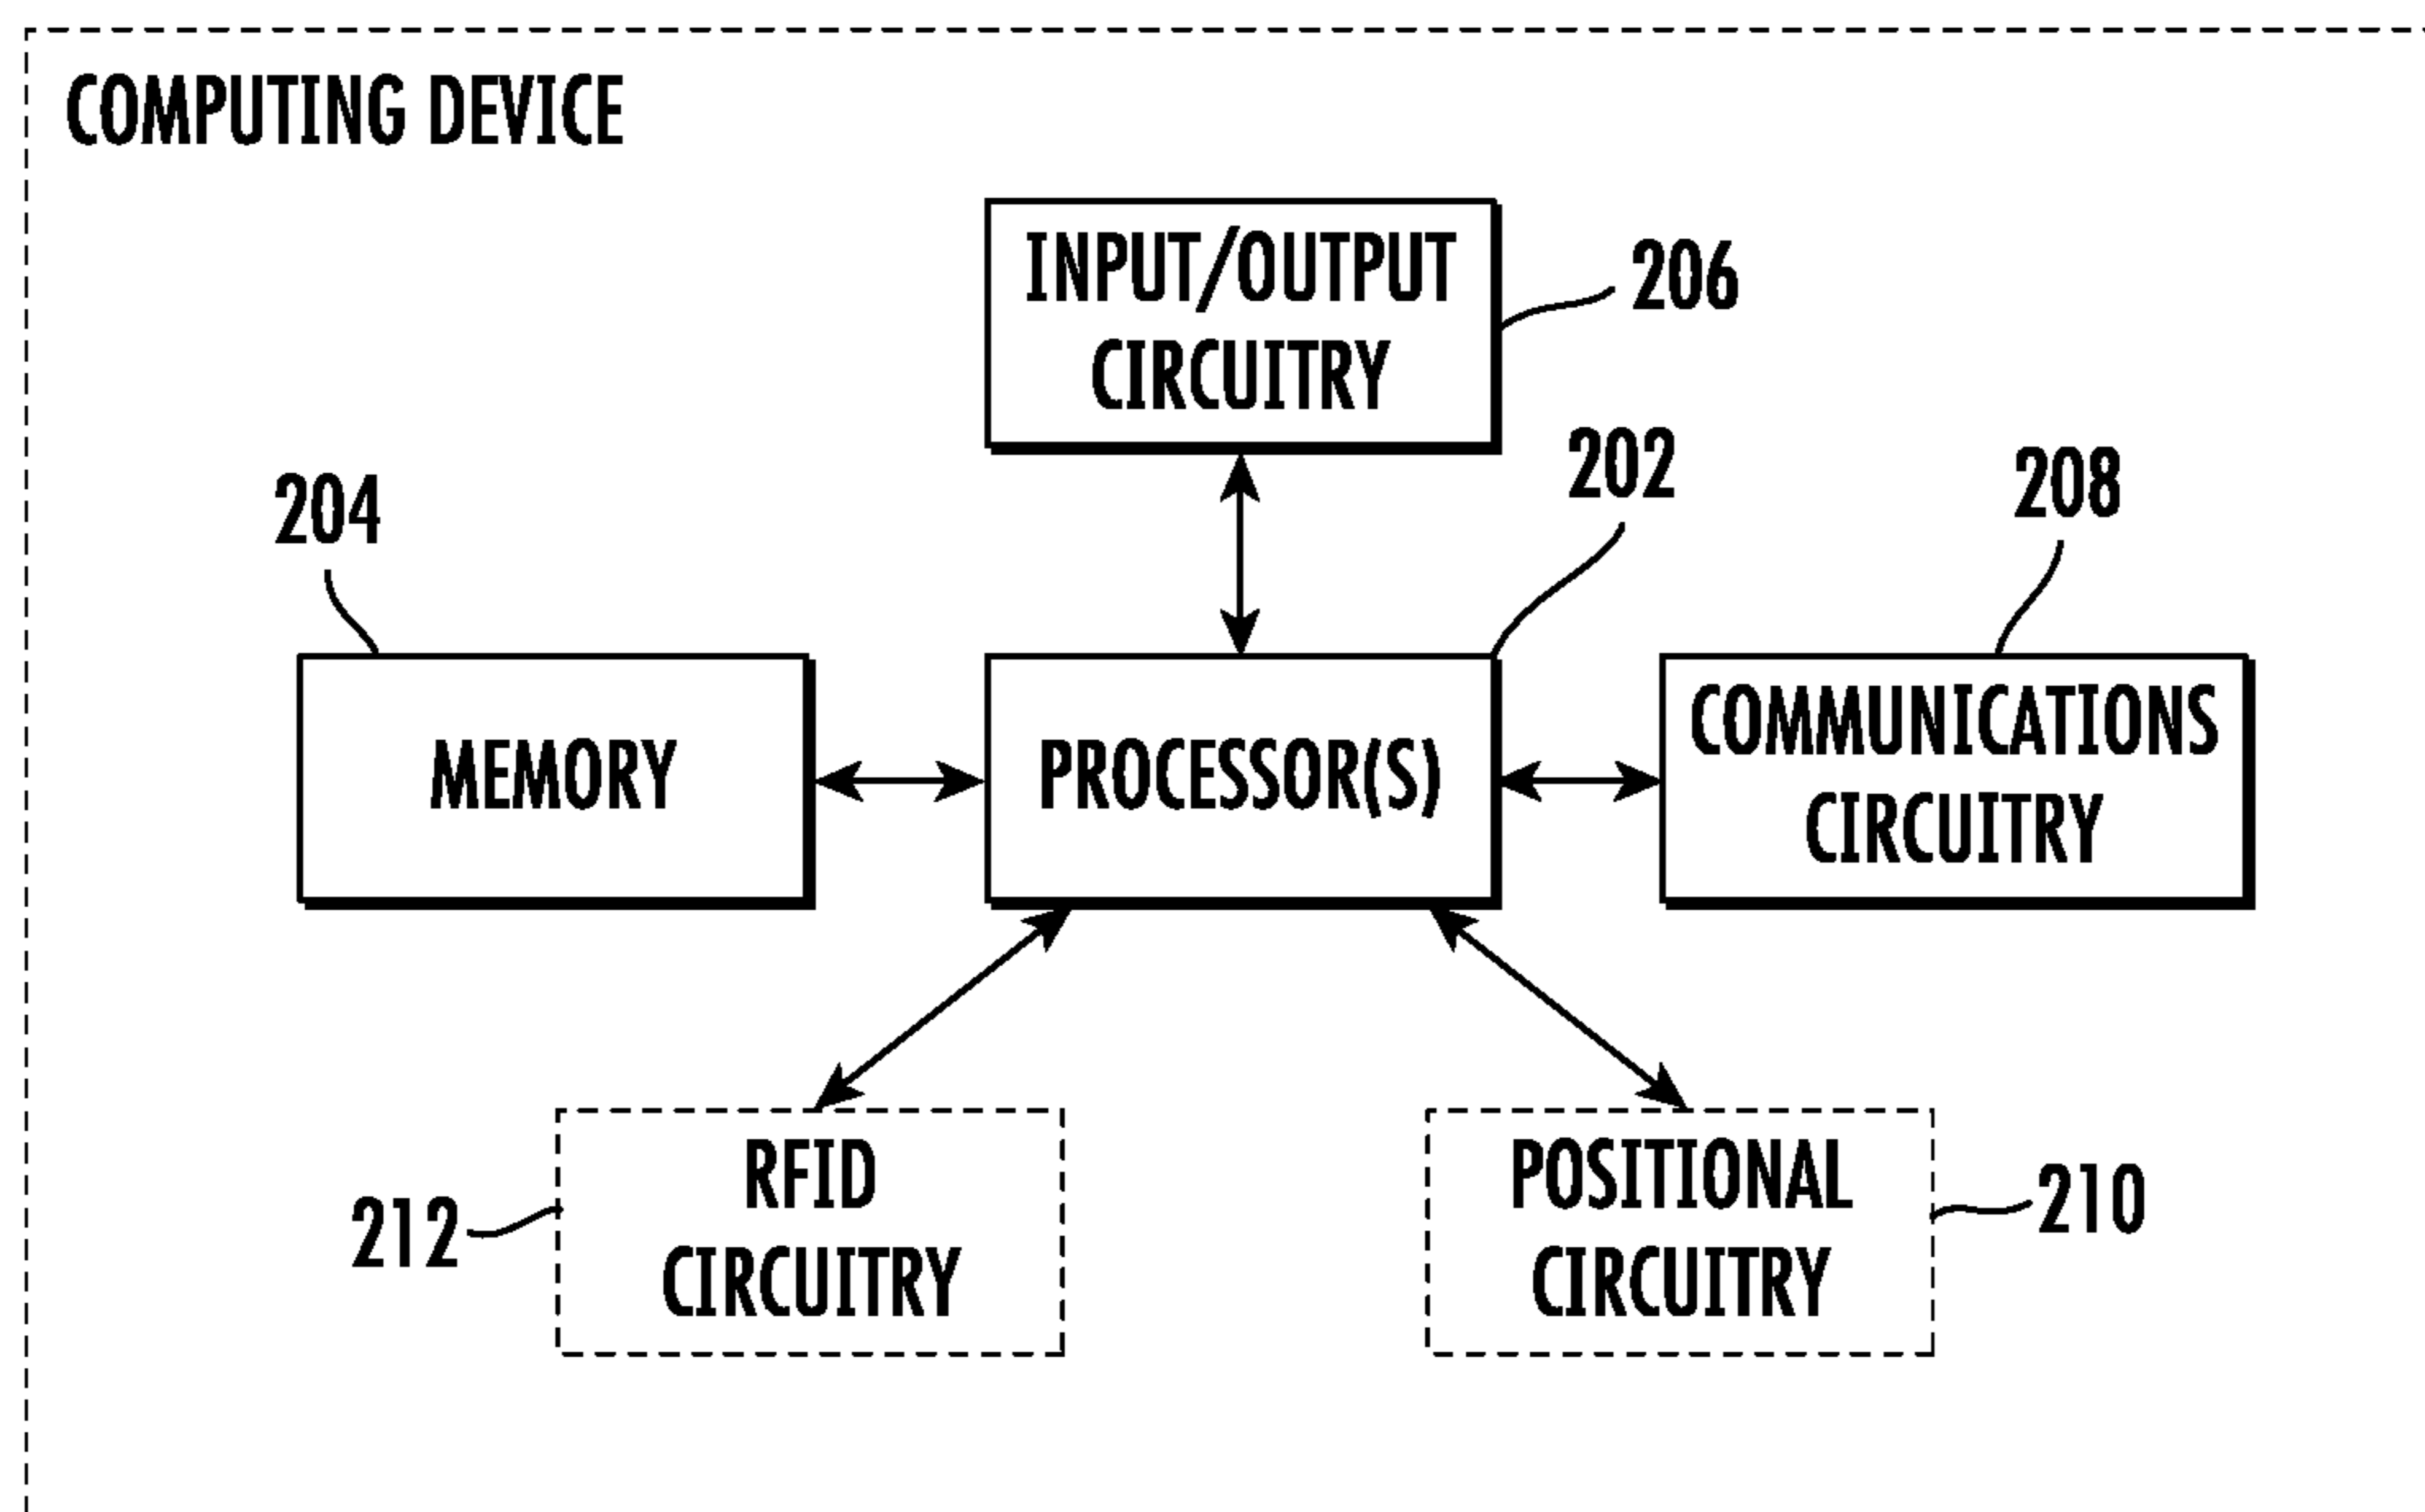 COMPUTING DEVICE
INPUT/OUTPUT
CIRCUITRY
206
202
208
204
MEMORY
PROCESSOR(S)
COMMUNICATIONS
CIRCUITRY
RFID
CIRCUITRY
212
POSITIONAL
CIRCUITRY
210